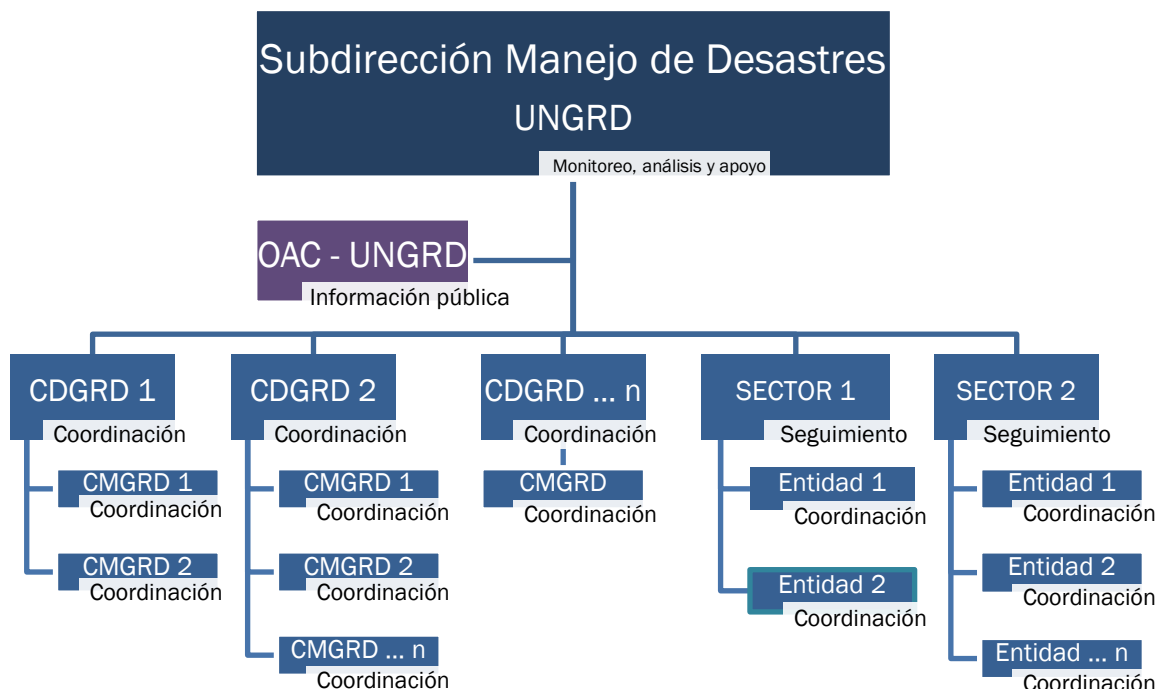 Subdirección Manejo de Desastres
UNGRD
Monitoreo, análisis y apoyo
OAC - UNGRD
Información pública
CDGRD 1
Coordinación
CMGRD 1
Coordinación
CMGRD 2
Coordinación
CDGRD 2
Coordinación
CMGRD 1
Coordinación
CMGRD 2
Coordinación
CMGRD ... n
Coordinación
CDGRD ... n
Coordinación
CMGRD
Coordinación
SECTOR 1
Seguimiento
Entidad 1
Coordinación
Entidad 2
Coordinación
SECTOR 2
Seguimiento
Entidad 1
Coordinación
Entidad 2
Coordinación
Entidad ... n
Coordinación